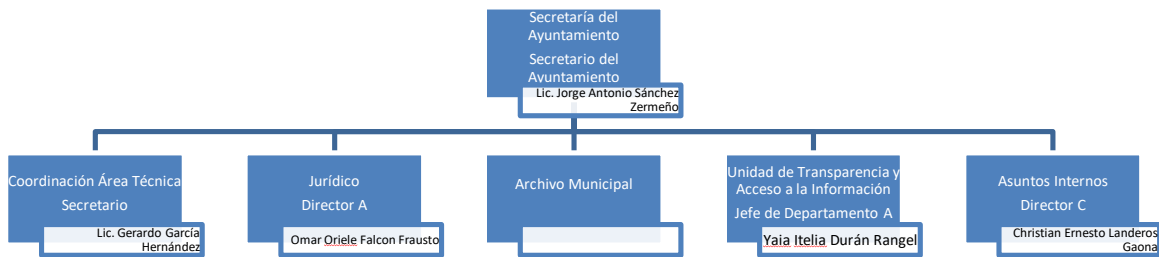 Secretaría del
Ayuntamiento
Secretario del
Ayuntamiento
Lic. Jorge Antonio Sánchez
Zermeño
Coordinación Área Técnica
Secretario
Lic. Gerardo García
Hernández
Jurídico
Director A
Omar Oriele Falcon Frausto
Archivo Municipal
Unidad de Transparencia y
Acceso a la Información
Jefe de Departamento A
Yaia Itelia Durán Rangel
Asuntos Internos
Director C
Christian Ernesto Landeros
Gaona